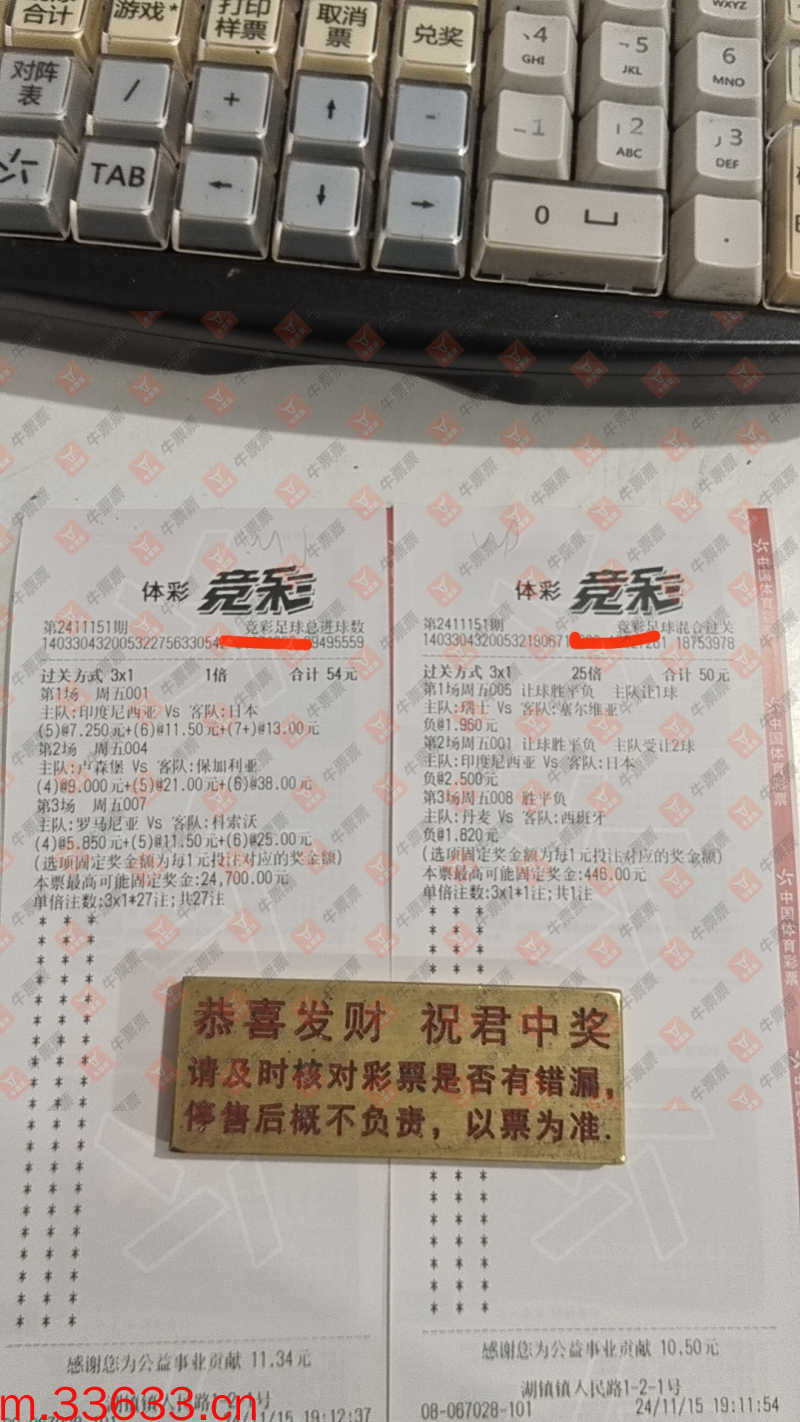 合计
游戏*
打印
样票
取消
票
兑奖
、4
GHI
㇕5
JKL
6
MNO
WXYZ
对阵
表
/
+
↑
-
1
2
ABC
3
DEF
TAB
←
↓
→
0
.
体彩 竞彩
第2411151期 竞彩足球总进球数
过关方式 3x1 1倍 合计 54元
第1场 周五001
主队:印度尼西亚 Vs 客队:日本
(5)@7.250元+(6)@11.50元+(7+)@13.00元
第2场 周五004
主队:卢森堡 Vs 客队:保加利亚
(4)@9.000元+(5)@21.00元+(6)@38.00元
第3场 周五007
主队:罗马尼亚 Vs 客队:科索沃
(4)@5.850元+(5)@11.50元+(6)@25.00元
(选项固定奖金额为每1元投注对应的奖金额)
本票最高可能固定奖金:24,700.00元
单倍注数:3x1*27注;共27注
感谢您为公益事业贡献 11.34元
24/11/15 19:12:37
体彩 竞彩
第2411151期 竞彩足球混合过关
18753978
过关方式 3x1 25倍 合计 50元
第1场周五005 让球胜平负 主队让1球
主队:瑞士 Vs 客队:塞尔维亚
负@1.950元
第2场周五001 让球胜平负 主队受让2球
主队:印度尼西亚 Vs 客队:日本
负@2.500元
第3场周五008 胜平负
主队:丹麦 Vs 客队:西班牙
负@1.820元
(选项固定奖金额为每1元投注对应的奖金额)
本票最高可能固定奖金:446.00元
单倍注数:3x1*1注;共1注
感谢您为公益事业贡献 10.50元
湖镇镇人民路1-2-1号
08-067028-101 24/11/15 19:11:54
恭喜发财 祝君中奖
请及时核对彩票是否有错漏,
停售后概不负责,以票为准.
中国体育彩票
牛票票
m.33633.cn